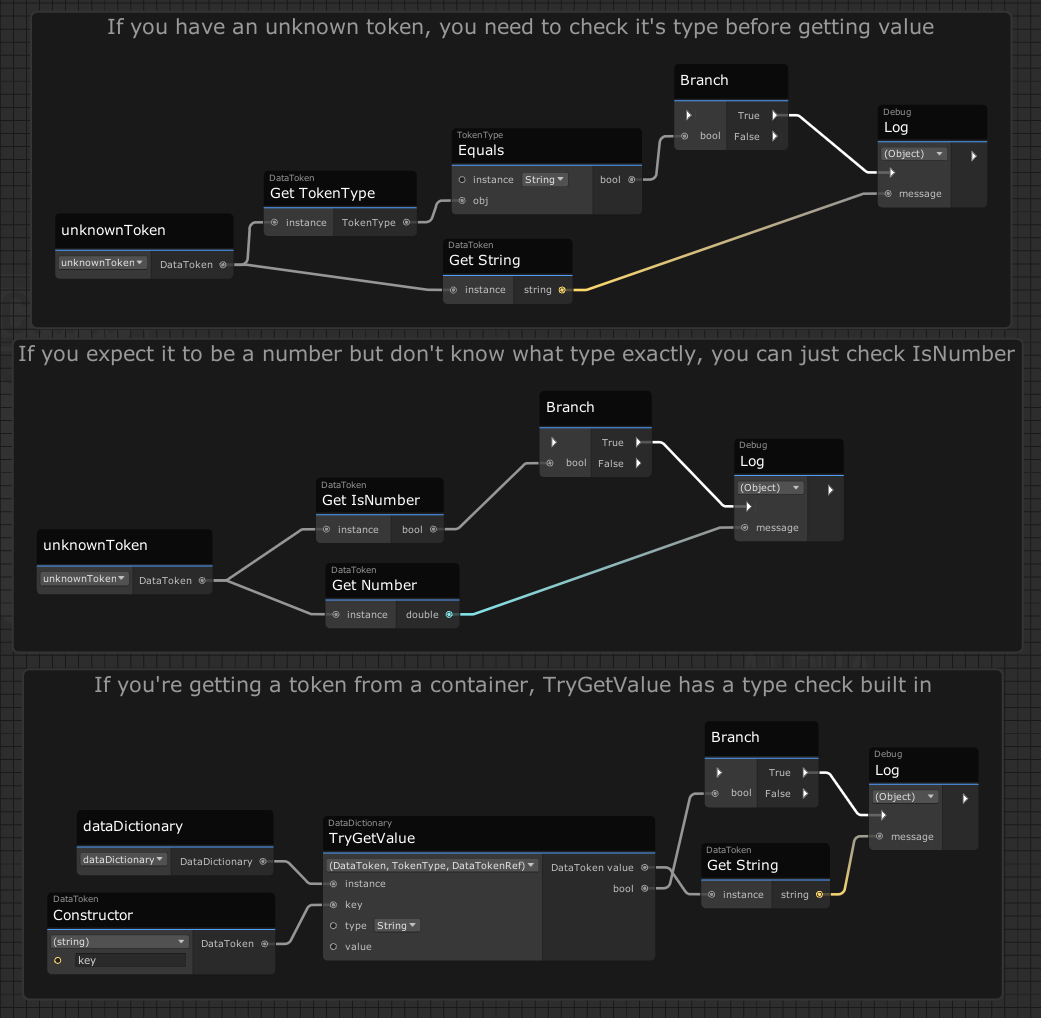 If you have an unknown token, you need to check it's type before getting value
Branch
True
bool
False
Debug
Log
(Object)
message
TokenType
Equals
instance
String
bool
obj
DataToken
Get TokenType
instance
TokenType
unknownToken
unknownToken
DataToken
DataToken
Get String
instance
string
If you expect it to be a number but don't know what type exactly, you can just check IsNumber
Branch
True
bool
False
Debug
Log
(Object)
message
DataToken
Get IsNumber
instance
bool
unknownToken
unknownToken
DataToken
DataToken
Get Number
instance
double
If you're getting a token from a container, TryGetValue has a type check built in
Branch
True
bool
False
Debug
Log
(Object)
message
dataDictionary
dataDictionary
DataDictionary
DataDictionary
TryGetValue
(DataToken, TokenType, DataTokenRef)
DataToken value
instance
bool
key
type
String
value
DataToken
Get String
instance
string
DataToken
Constructor
(string)
DataToken
key